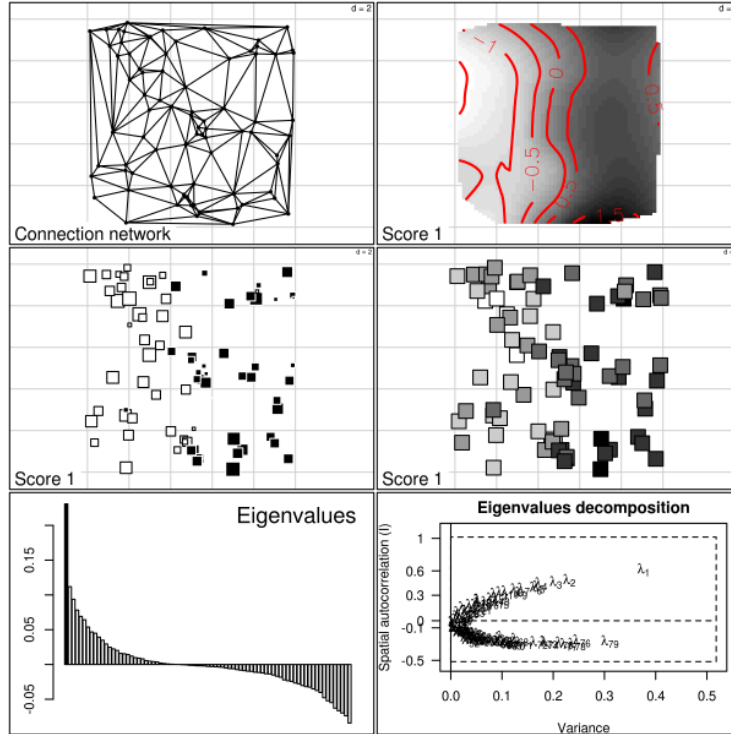 d = 2
Connection network
d =
-1
0
-0.5
0.5
0.5
1.5
Score 1
d = 2
Score 1
d =
Score 1
Eigenvalues
0.15
0.05
-0.05
Eigenvalues decomposition
Spatial autocorrelation (I)
1
0.6
0.3
0
-0.1
-0.5
λ1
λ2
λ3
λ79
0.0 0.1 0.2 0.3 0.4 0.5
Variance